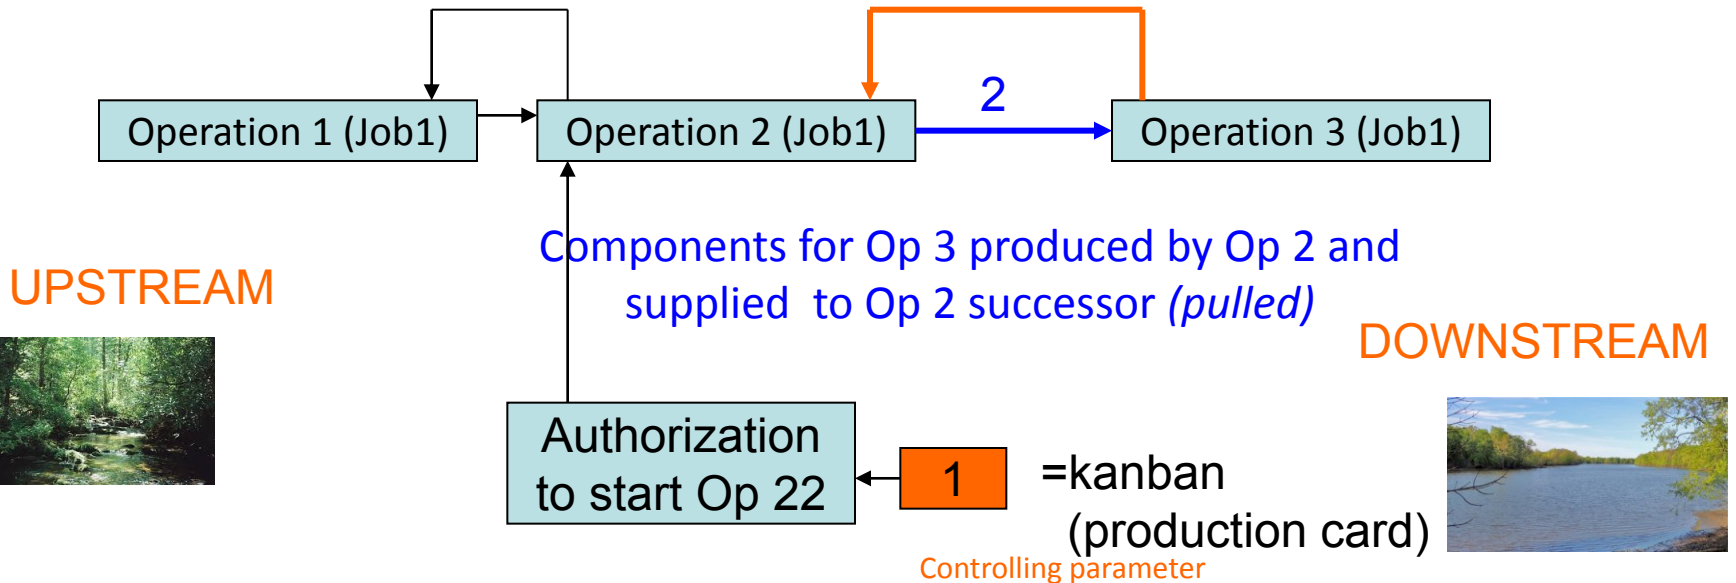 2
Operation 1 (Job1)
Operation 2 (Job1)
Operation 3 (Job1)
Components for Op 3 produced by Op 2 and
supplied to Op 2 successor (pulled)
UPSTREAM
DOWNSTREAM
Authorization
to start Op 22
1
=kanban
(production card)
Controlling parameter